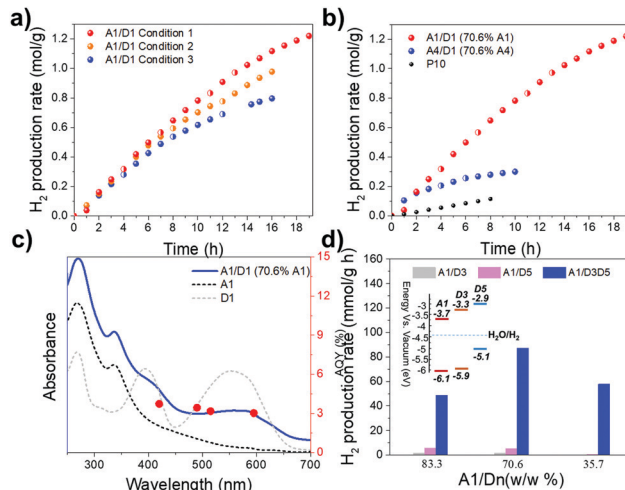 a)
A1/D1 Condition 1
A1/D1 Condition 2
A1/D1 Condition 3
H2 production rate (mol/g)
1.2
1.0
0.8
0.6
0.4
0.2
0.0
0 2 4 6 8 10 12 14 16 18
Time (h)
b)
A1/D1 (70.6% A1)
A4/D1 (70.6% A4)
P10
H2 production rate (mol/g)
1.2
1.0
0.8
0.6
0.4
0.2
0.0
0 2 4 6 8 10 12 14 16 18
Time (h)
c)
A1/D1 (70.6% A1)
A1
D1
Absorbance
15
12
9
6
3
0
AQY (%)
300 400 500 600 700
Wavelength (nm)
d)
A1/D3 A1/D5 A1/D3D5
H2 production rate (mmol/g h)
160
140
120
100
80
60
40
20
0
Energy Vs. Vacuum (eV)
-3
-3.5
-4
-4.5
-5
-5.5
-6
A1
-3.7
D3
-3.3
D5
-2.9
H2O/H2
-5.1
-6.1
-5.9
83.3 70.6 35.7
A1/Dn(w/w %)